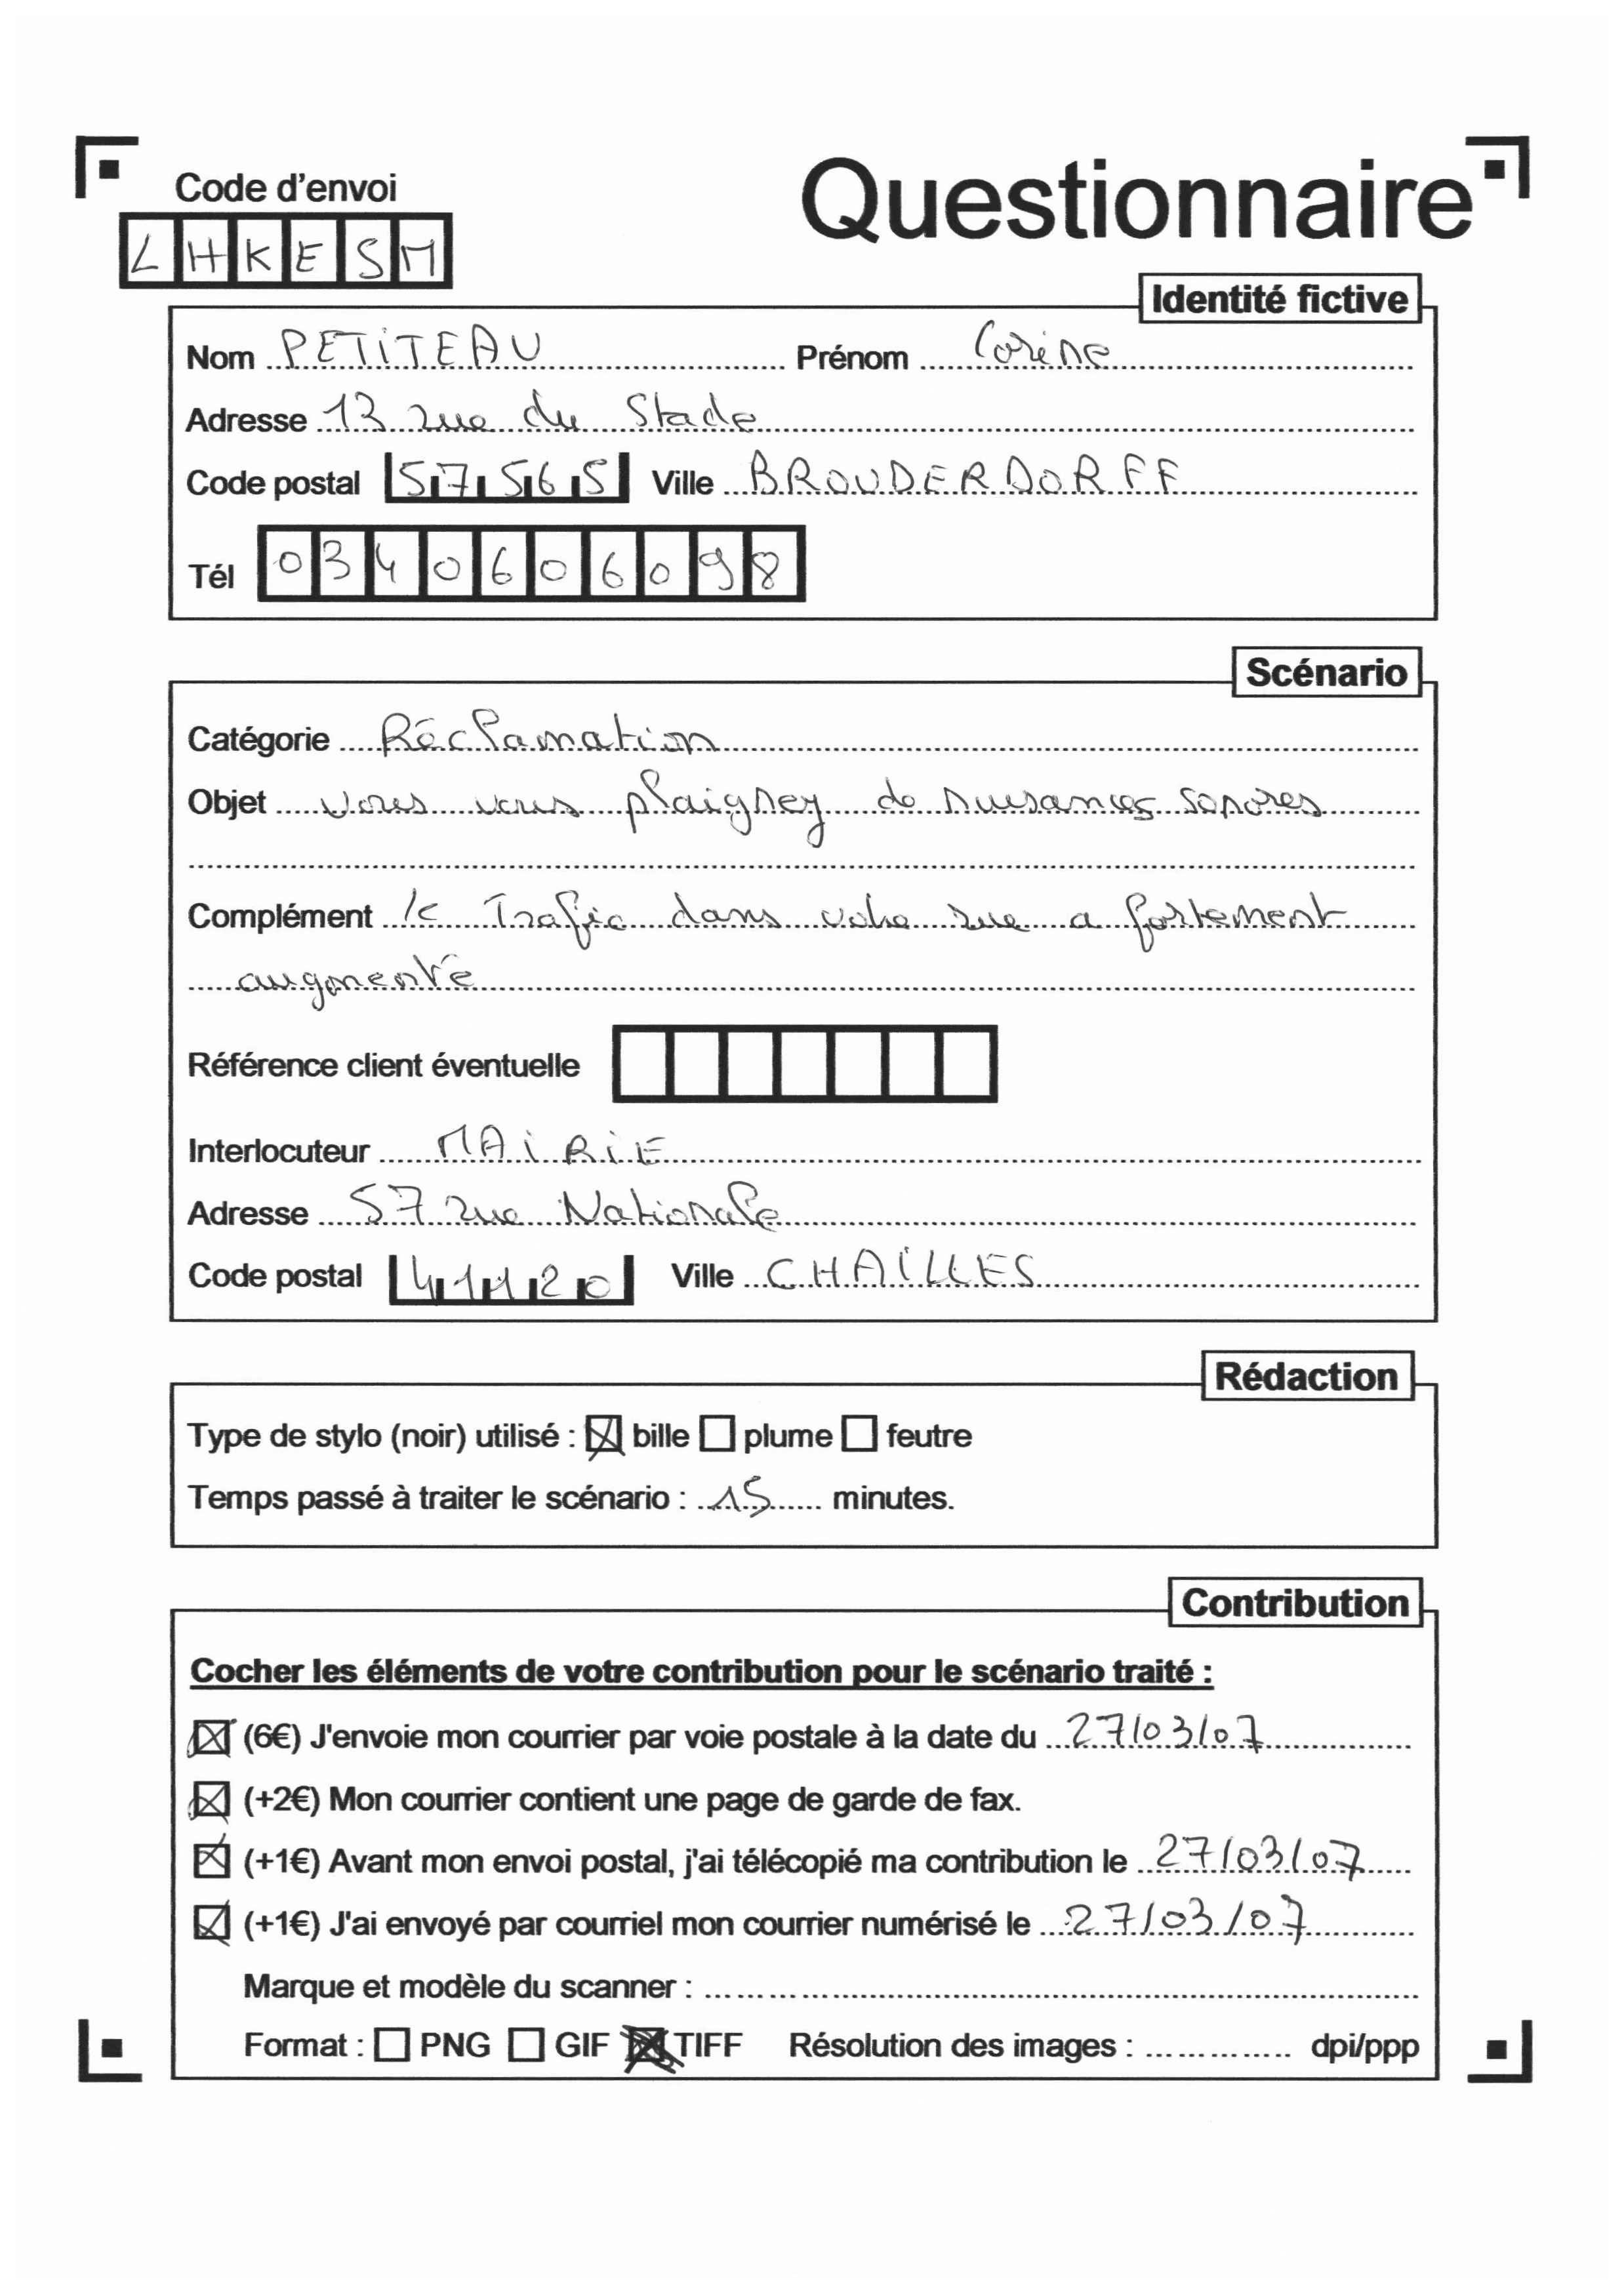 Code d'envoi
Questionnaire
LHKESM
Identité fictive
Nom PETITEAU Prénom Corine
Adresse 13 rue du Stade
Code postal 57565 Ville BROUDERDORFF
Tél 0340606098
Scénario
Catégorie Réclamation
Objet vous vous plaignez de nuisances sonores
Complément le Trafic dans votre rue a fortement
augmenté
Référence client éventuelle
Interlocuteur MAIRIE
Adresse 57 rue Nationale
Code postal 41120 Ville CHAILLES
Rédaction
Type de stylo (noir) utilisé : bille plume feutre
Temps passé à traiter le scénario : 15 minutes.
Contribution
Cocher les éléments de votre contribution pour le scénario traité :
(6€) J'envoie mon courrier par voie postale à la date du 27/03/07
(+2€) Mon courrier contient une page de garde de fax.
(+1€) Avant mon envoi postal, j'ai télécopié ma contribution le 27/03/07
(+1€) J'ai envoyé par courriel mon courrier numérisé le 27/03/07
Marque et modèle du scanner :
Format : PNG GIF TIFF Résolution des images : dpi/ppp